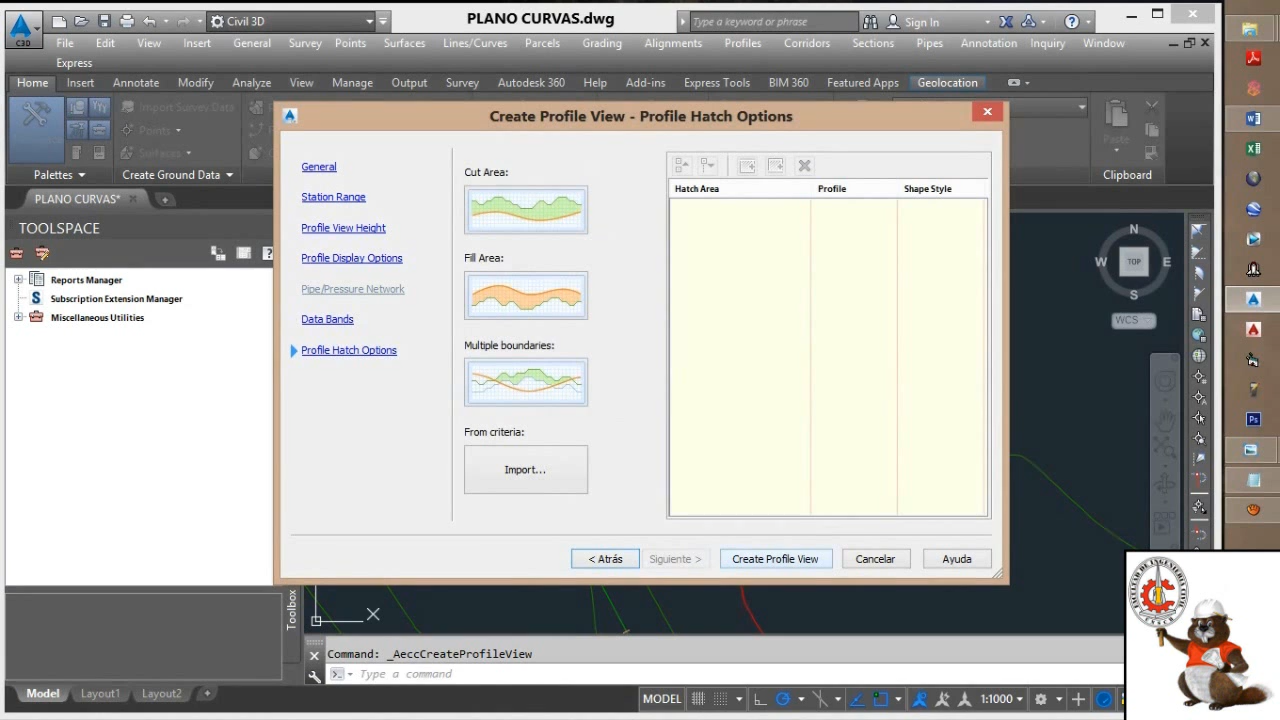 C3D
Civil 3D
PLANO CURVAS.dwg
Type a keyword or phrase
Sign In
File Edit View Insert General Survey Points Surfaces Lines/Curves Parcels Grading Alignments Profiles Corridors Sections Pipes Annotation Inquiry Window
Express
Home Insert Annotate Modify Analyze View Manage Output Survey Autodesk 360 Help Add-ins Express Tools BIM 360 Featured Apps Geolocation
Import Survey Data
Points
Surfaces
Paste
Palettes
Create Ground Data
Clipboard
PLANO CURVAS*
TOOLSPACE
Reports Manager
Subscription Extension Manager
Miscellaneous Utilities
Toolbox
Create Profile View - Profile Hatch Options
General
Station Range
Profile View Height
Profile Display Options
Pipe/Pressure Network
Data Bands
Profile Hatch Options
Cut Area:
Fill Area:
Multiple boundaries:
From criteria:
Import...
Hatch Area Profile Shape Style
< Atrás
Siguiente >
Create Profile View
Cancelar
Ayuda
N
W TOP E
S
WCS
X
Command: _AeccCreateProfileView
Type a command
Model Layout1 Layout2
MODEL
1:1000